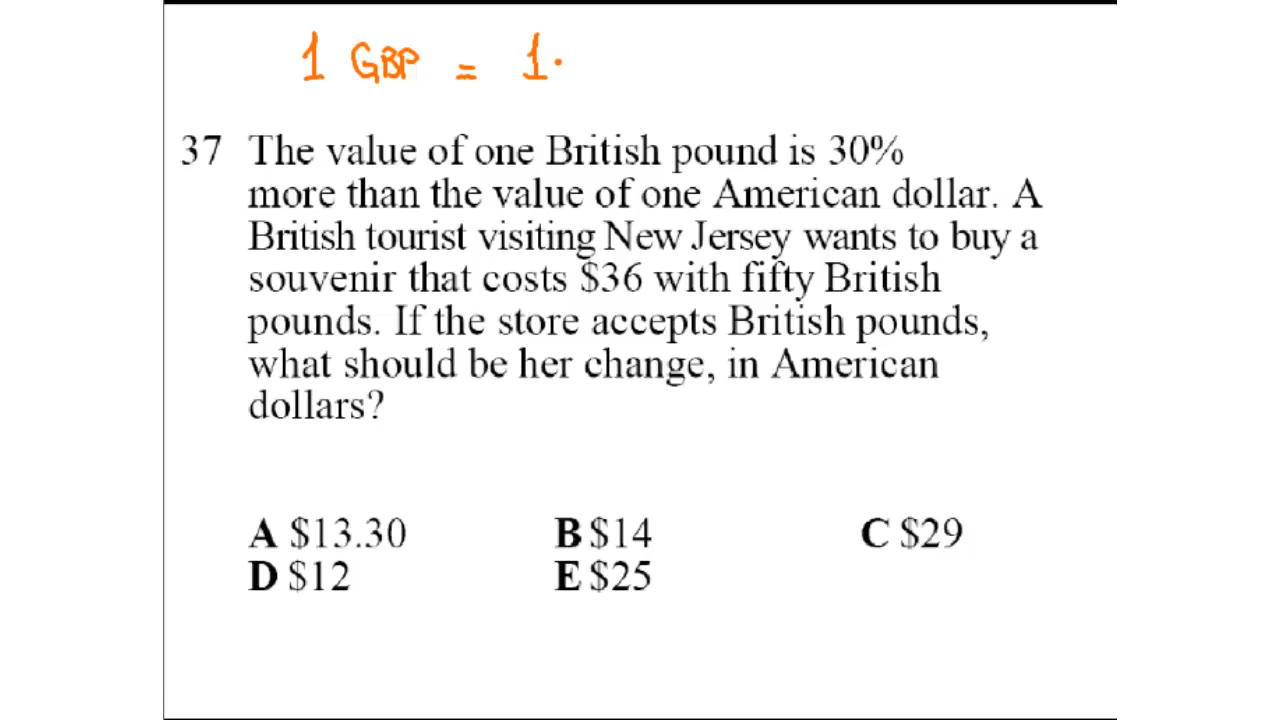 1 GBP = 1.
37 The value of one British pound is 30%
more than the value of one American dollar. A
British tourist visiting New Jersey wants to buy a
souvenir that costs $36 with fifty British
pounds. If the store accepts British pounds,
what should be her change, in American
dollars?
A $13.30 B $14 C $29
D $12 E $25